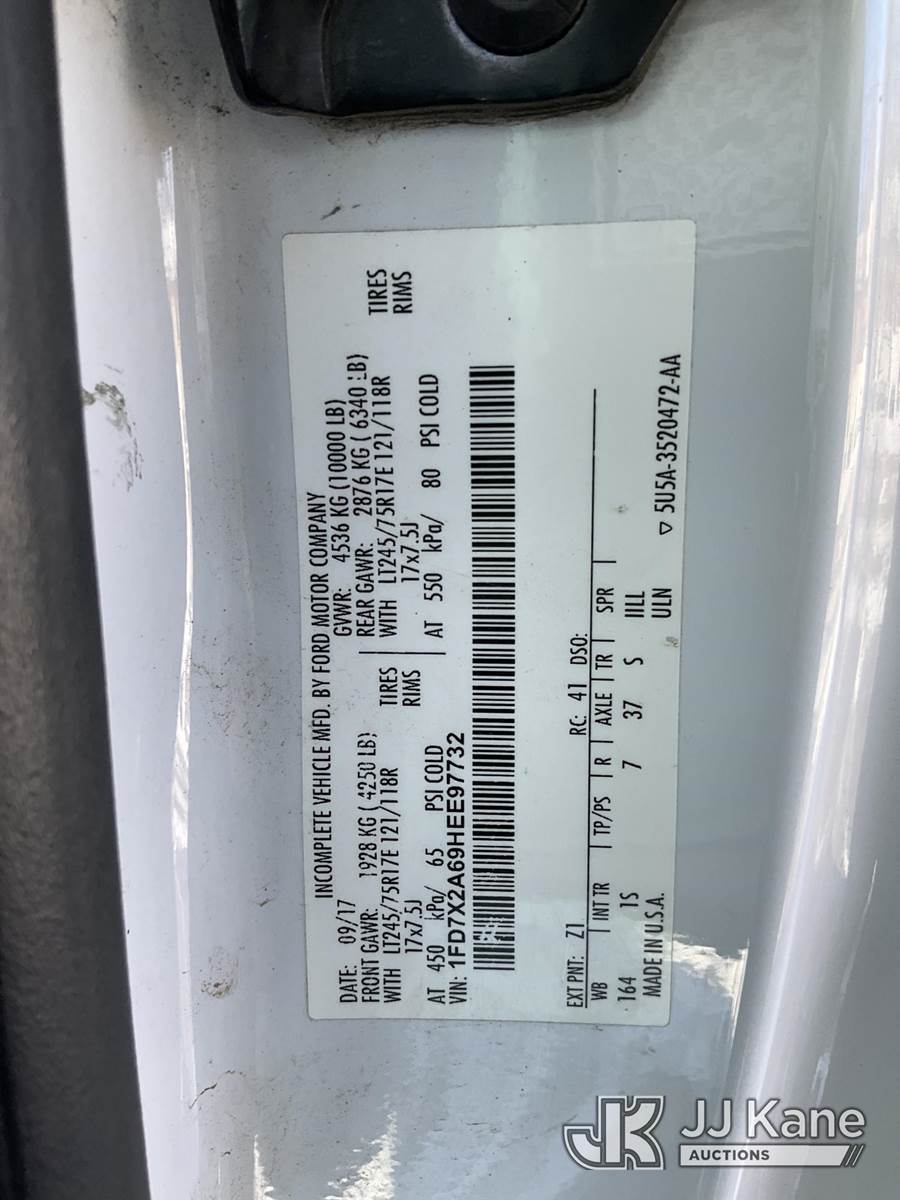 INCOMPLETE VEHICLE MFD. BY FORD MOTOR COMPANY
DATE: 09/17 GVWR: 4536 KG (10000 LB)
FRONT GAWR: 1928 KG ( 4250 LB) REAR GAWR: 2876 KG ( 6340 LB)
WITH LT245/75R17E 121/118R TIRES WITH LT245/75R17E 121/118R TIRES
17x7.5J RIMS 17x7.5J RIMS
AT 450 kPa/ 65 PSI COLD AT 550 kPa/ 80 PSI COLD
VIN: 1FD7X2A69HEE97732
EXT PNT: Z1 RC: 41 DSO:
WB INT TR TP/PS R AXLE TR SPR
164 1S 7 37 S IILL
MADE IN U.S.A. ULN
▽ 5U5A-3520472-AA
JK JJ Kane
AUCTIONS